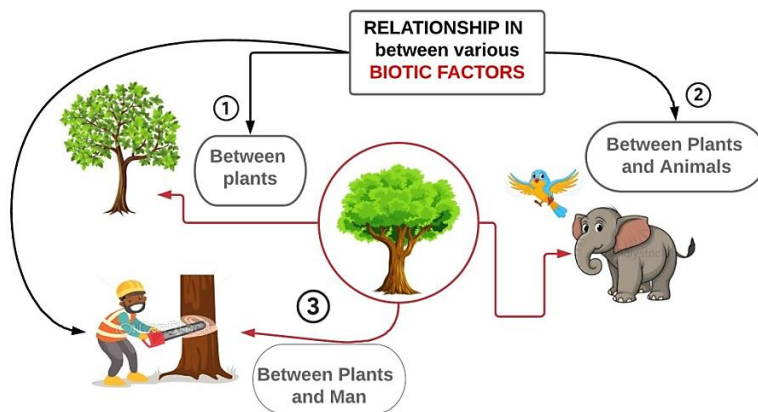 RELATIONSHIP IN
between various
BIOTIC FACTORS
1
Between
plants
2
Between Plants
and Animals
3
Between Plants
and Man